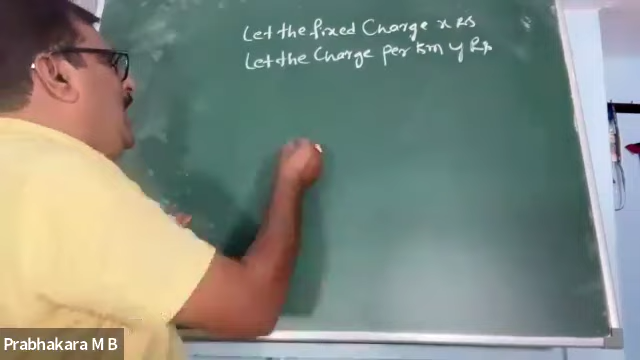 Let the fixed Charge x Rs
Let the Charge per km y Rs
Prabhakara M B